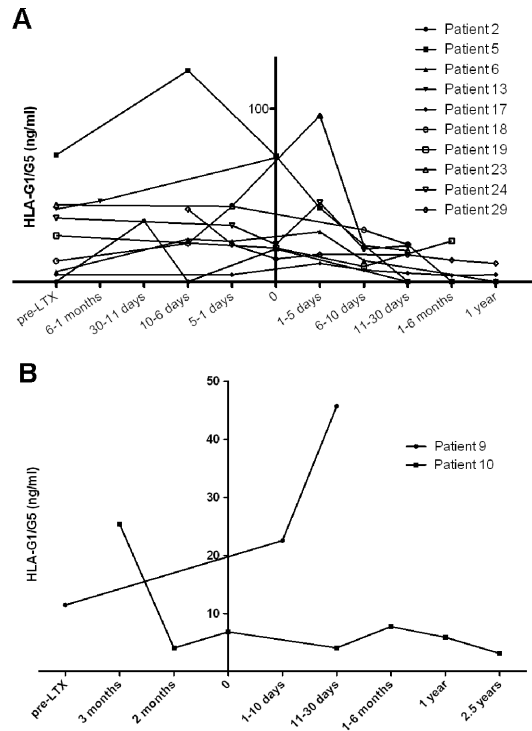 A
HLA-G1/G5 (ng/ml)
100
Patient 2
Patient 5
Patient 6
Patient 13
Patient 17
Patient 18
Patient 19
Patient 23
Patient 24
Patient 29
pre-LTX
6-1 months
30-11 days
10-6 days
5-1 days
0
1-5 days
6-10 days
11-30 days
1-6 months
1 year
B
HLA-G1/G5 (ng/ml)
50
40
30
20
10
Patient 9
Patient 10
pre-LTX
3 months
2 months
0
1-10 days
11-30 days
1-6 months
1 year
2.5 years